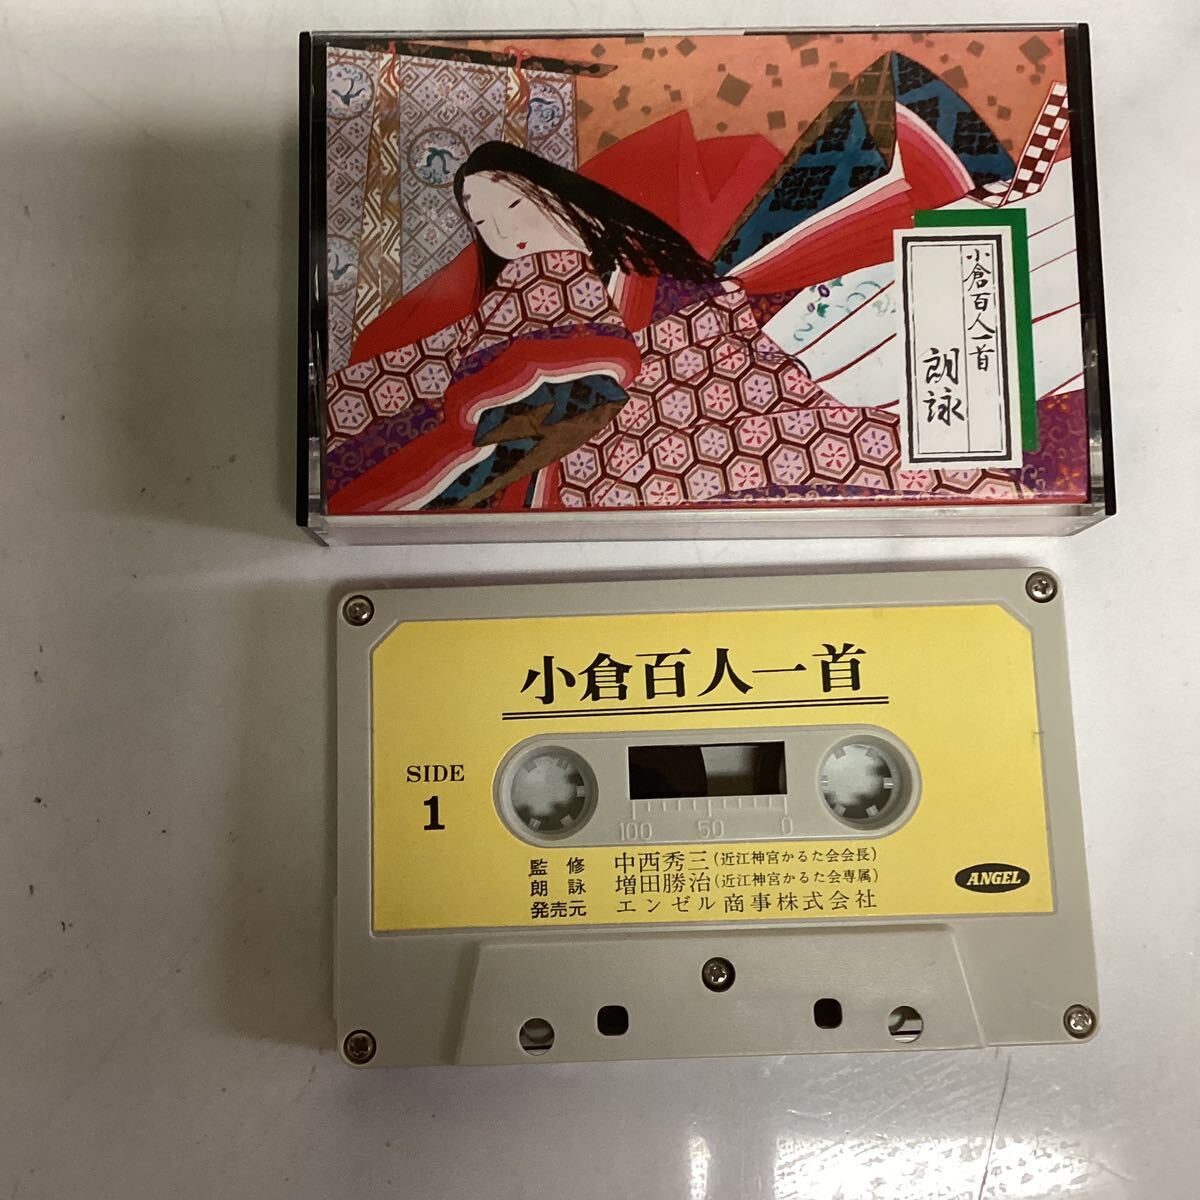 小倉百人一首
朗詠
小倉百人一首
SIDE
1
100 50 0
監修 中西秀三(近江神宮かるた会会長)
朗詠 増田勝治(近江神宮かるた会専属)
発売元 エンゼル商事株式会社
ANGEL